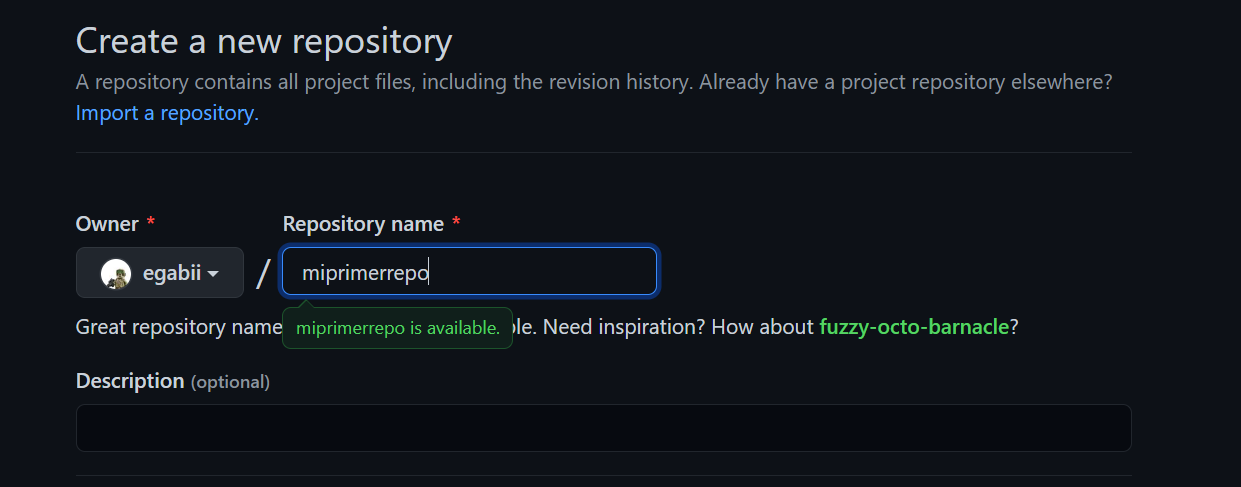 Create a new repository
A repository contains all project files, including the revision history. Already have a project repository elsewhere?
Import a repository.
Owner * Repository name *
egabii / miprimerrepo
Great repository name ble. Need inspiration? How about fuzzy-octo-barnacle?
miprimerrepo is available.
Description (optional)